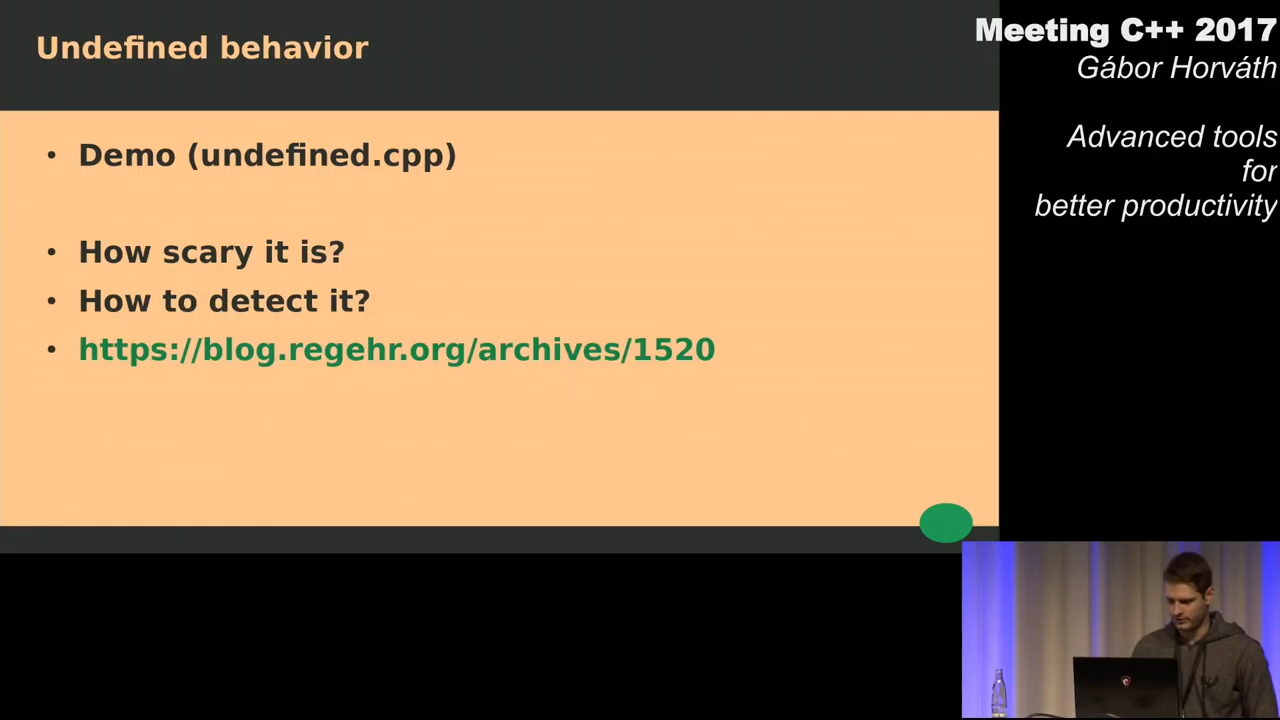 Undefined behavior
• Demo (undefined.cpp)
• How scary it is?
• How to detect it?
• https://blog.regehr.org/archives/1520
Meeting C++ 2017
Gábor Horváth
Advanced tools
for
better productivity